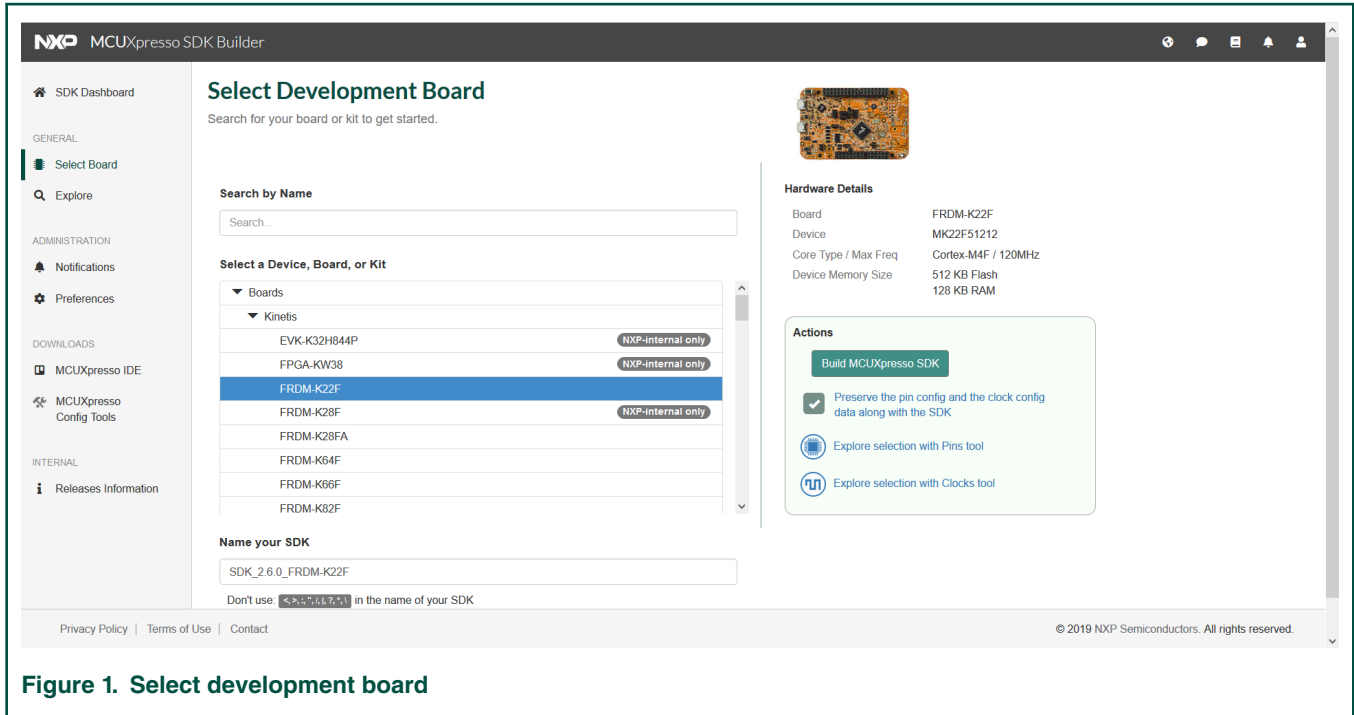 NXP MCUXpresso SDK Builder
SDK Dashboard
GENERAL
Select Board
Explore
ADMINISTRATION
Notifications
Preferences
DOWNLOADS
MCUXpresso IDE
MCUXpresso
Config Tools
INTERNAL
Releases Information
Select Development Board
Search for your board or kit to get started.
Search by Name
Search...
Select a Device, Board, or Kit
Boards
Kinetis
EVK-K32H844P NXP-internal only
FPGA-KW38 NXP-internal only
FRDM-K22F
FRDM-K28F NXP-internal only
FRDM-K28FA
FRDM-K64F
FRDM-K66F
FRDM-K82F
Name your SDK
SDK_2.6.0_FRDM-K22F
Don't use: in the name of your SDK
Hardware Details
Board FRDM-K22F
Device MK22F51212
Core Type / Max Freq Cortex-M4F / 120MHz
Device Memory Size 512 KB Flash
128 KB RAM
Actions
Build MCUXpresso SDK
Preserve the pin config and the clock config
data along with the SDK
Explore selection with Pins tool
Explore selection with Clocks tool
Privacy Policy | Terms of Use | Contact
© 2019 NXP Semiconductors. All rights reserved.
Figure 1. Select development board